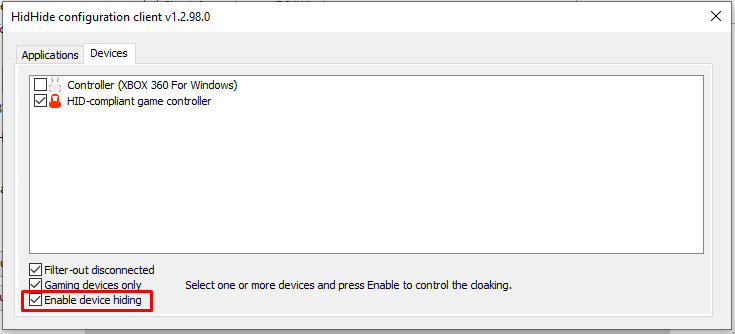 HidHide configuration client v1.2.98.0
Applications
Devices
Controller (XBOX 360 For Windows)
HID-compliant game controller
Filter-out disconnected
Gaming devices only
Select one or more devices and press Enable to control the cloaking.
Enable device hiding